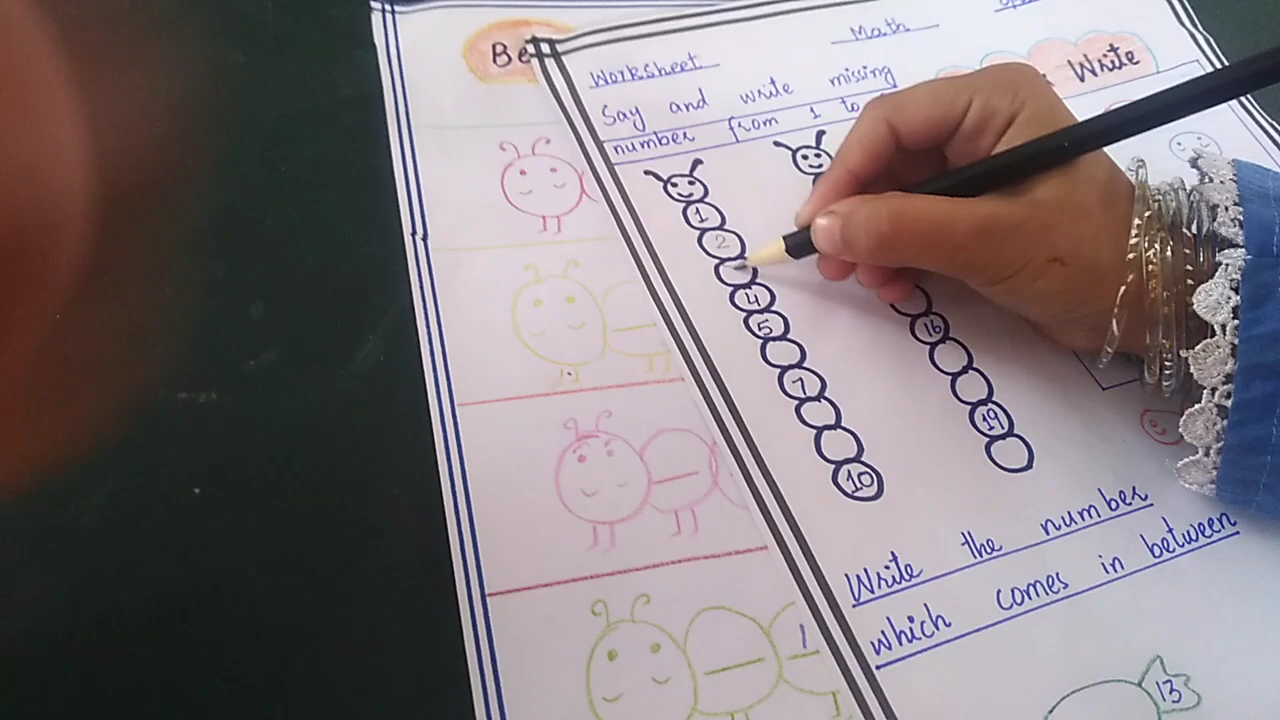 Be
Math
Worksheet
Write
Say and write missing
number from 1 to
1
2
4
5
7
10
16
19
Write the number
which comes in between
13
1